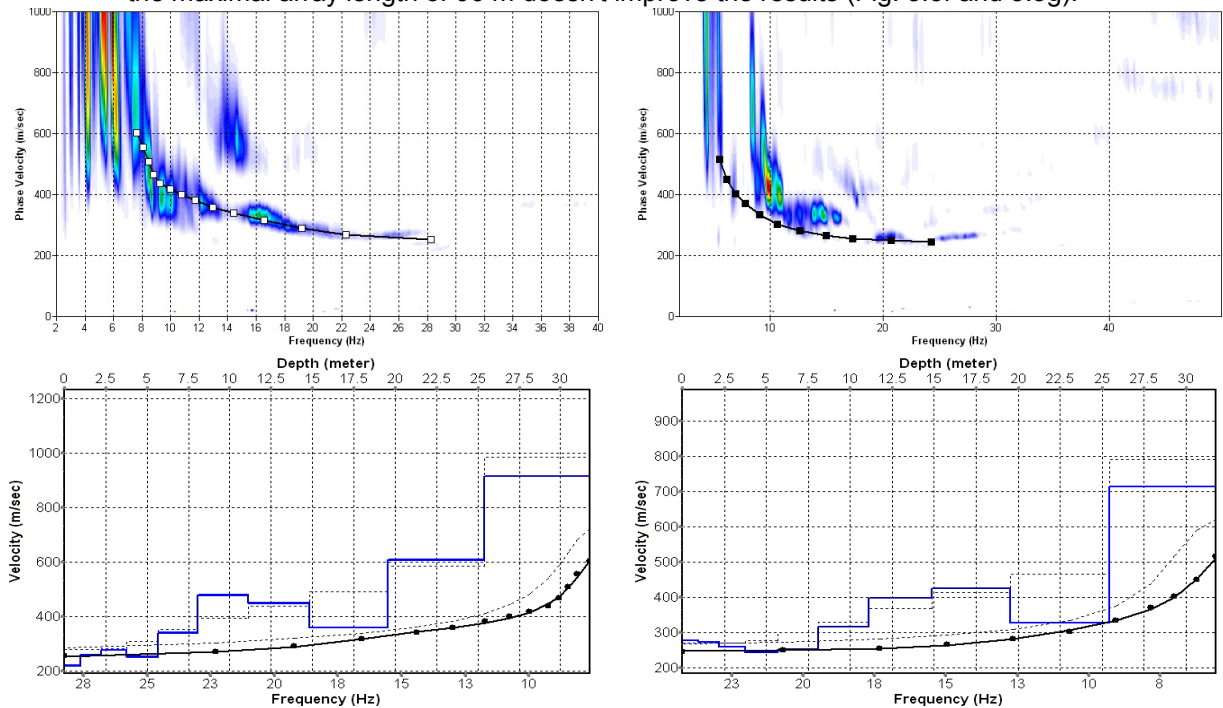 the maximal array length of m doesn't improve the results (Fig. and
1000
800
600
400
200
0
Phase Velocity (m/sec)
2 4 6 8 10 12 14 16 18 20 22 24 26 28 30 32 34 36 38 40
Frequency (Hz)
1000
800
600
400
200
0
Phase Velocity (m/sec)
10 20 30 40
Frequency (Hz)
Depth (meter)
0 2.5 5 7.5 10 12.5 15 17.5 20 22.5 25 27.5 30
1200
1000
800
600
400
200
Velocity (m/sec)
28 25 23 20 18 15 13 10
Frequency (Hz)
Depth (meter)
0 2.5 5 7.5 10 12.5 15 17.5 20 22.5 25 27.5 30
900
800
700
600
500
400
300
200
Velocity (m/sec)
23 20 18 15 13 10 8
Frequency (Hz)